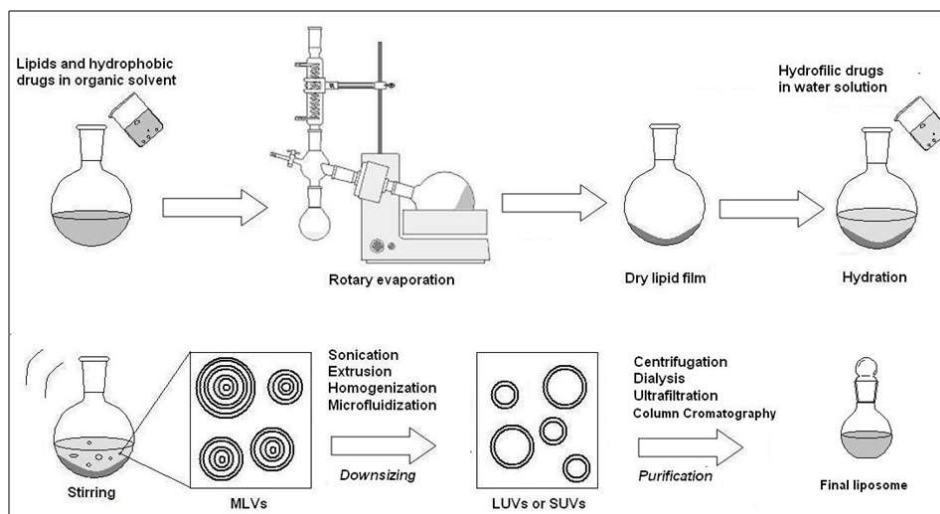 Lipids and hydrophobic
drugs in organic solvent
Hydrofilic drugs
in water solution
Rotary evaporation
Dry lipid film
Hydration
Sonication
Extrusion
Homogenization
Microfluidization
Centrifugation
Dialysis
Ultrafiltration
Column Cromatography
Downsizing
Purification
Stirring
MLVs
LUVs or SUVs
Final liposome